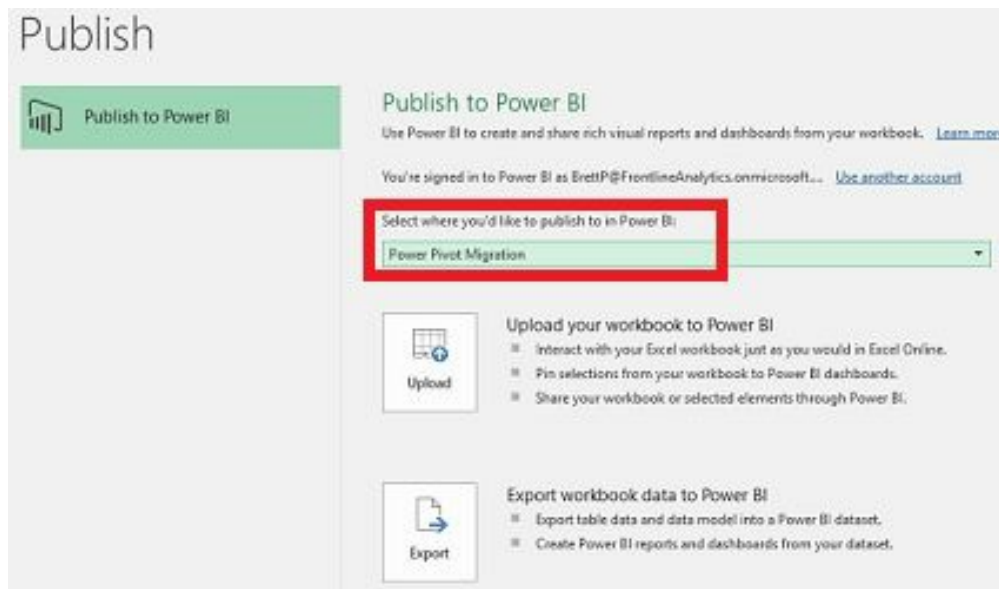 Publish
Publish to Power BI
Publish to Power BI
Use Power BI to create and share rich visual reports and dashboards from your workbook. Learn mor
You're signed in to Power BI as BrettP@FrontlineAnalytics.onmicrosoft.... Use another account
Select where you'd like to publish to in Power BI:
Power Pivot Migration
Upload
Upload your workbook to Power BI
Interact with your Excel workbook just as you would in Excel Online.
Pin selections from your workbook to Power BI dashboards.
Share your workbook or selected elements through Power BI.
Export
Export workbook data to Power BI
Export table data and data model into a Power BI dataset.
Create Power BI reports and dashboards from your dataset.